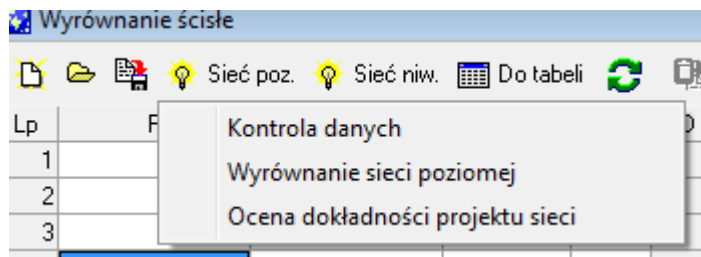 Wyrównanie ścisłe
Sieć poz. Sieć niw. Do tabeli
Lp
Kontrola danych
1
Wyrównanie sieci poziomej
2
Ocena dokładności projektu sieci
3